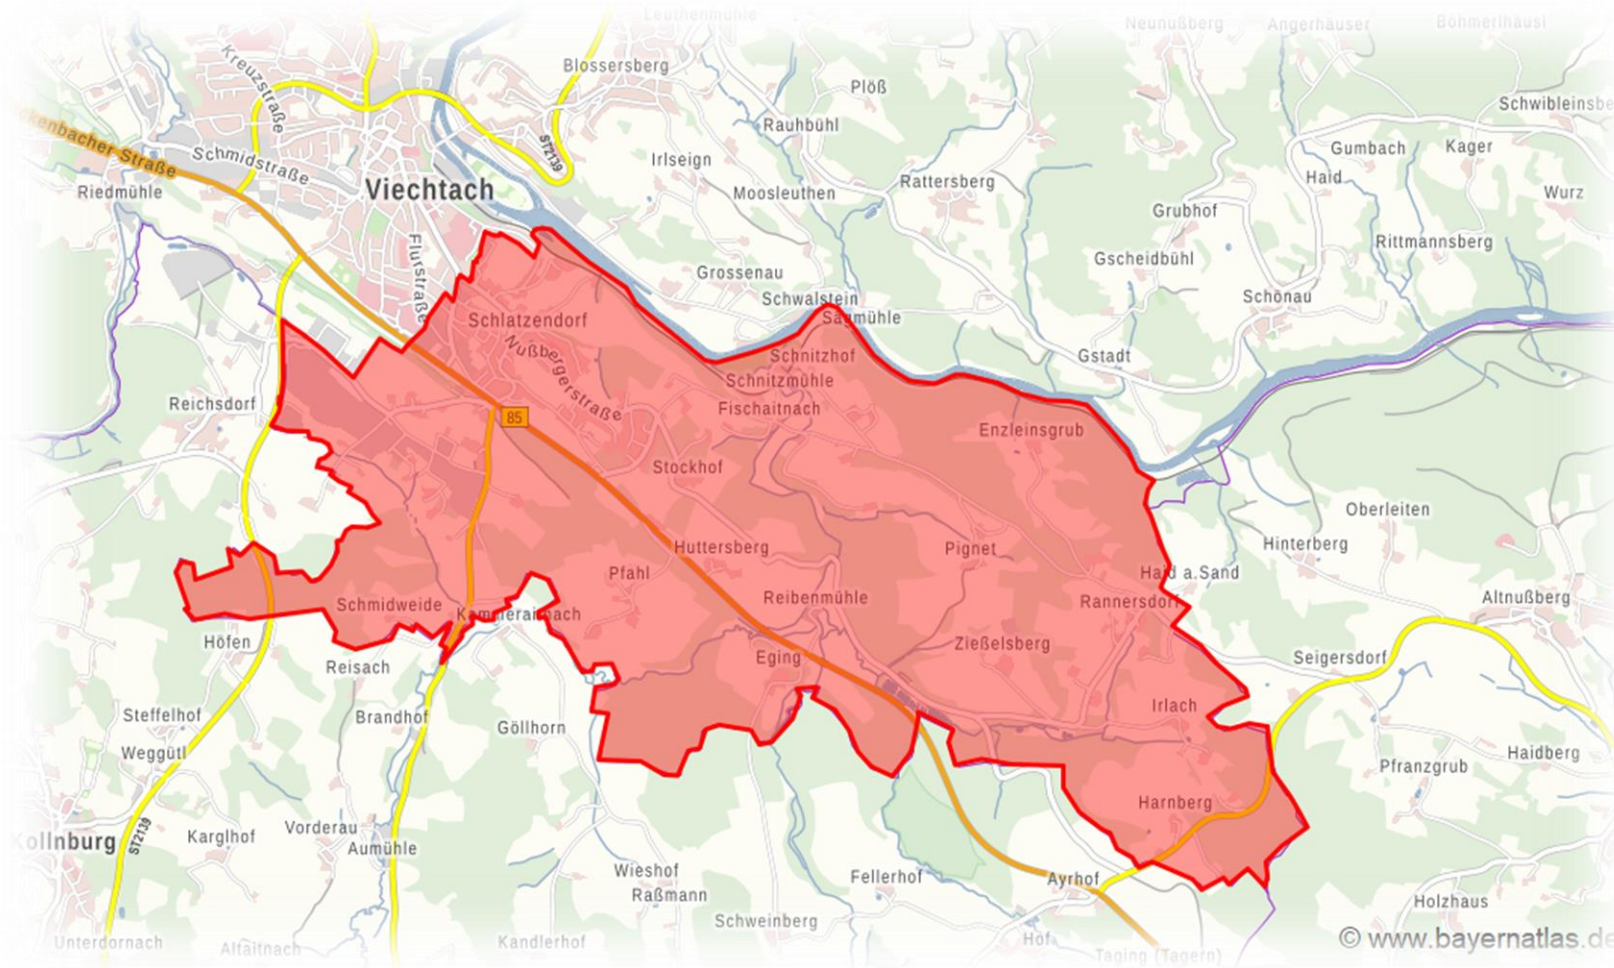 Leuthenmühle
Neunußberg
Angerhäuser
Böhmerlhäusl
Kreuzstraße
Blossersberg
Plöß
Schwibleinsbe
ckenbacher Straße
Rauhbühl
ST2139
Schmidstraße
Irlseign
Gumbach
Kager
Riedmühle
Viechtach
Moosleuthen
Rattersberg
Haid
Wurz
Grubhof
Flurstraße
Rittmannsberg
Grossenau
Gscheidbühl
Schwalstein
Schönau
Schlatzendorf
Sägmühle
Nußbergerstraße
Schnitzhof
Gstadt
Schnitzmühle
Reichsdorf
Fischaitnach
85
Enzleinsgrub
Stockhof
Oberleiten
Huttersberg
Pignet
Hinterberg
Pfahl
Haid a.Sand
Schmidweide
Reibenmühle
Rannersdorf
Altnußberg
Kammeraitnach
Höfen
Zießelsberg
Reisach
Eging
Seigersdorf
Steffelhof
Brandhof
Göllhorn
Irlach
Weggütl
Haidberg
Pfranzgrub
Harnberg
Kollnburg
ST2139
Karglhof
Vorderau
Aumühle
Wieshof
Raßmann
Fellerhof
Ayrhof
Schweinberg
Holzhaus
Unterdornach
Altaitnach
Kandlerhof
Hof
Taging (Tagern)
© www.bayernatlas.de